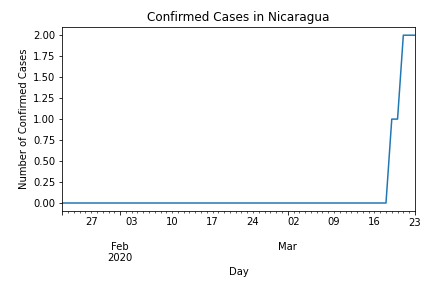 Confirmed Cases in Nicaragua
Number of Confirmed Cases
2.00
1.75
1.50
1.25
1.00
0.75
0.50
0.25
0.00
27 03 10 17 24 02 09 16 23
Feb Mar
2020
Day